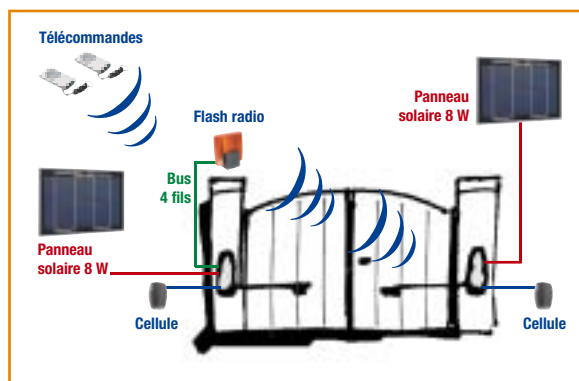 Télécommandes
Flash radio
Panneau
solaire 8 W
Bus
4 fils
Panneau
solaire 8 W
Cellule
Cellule